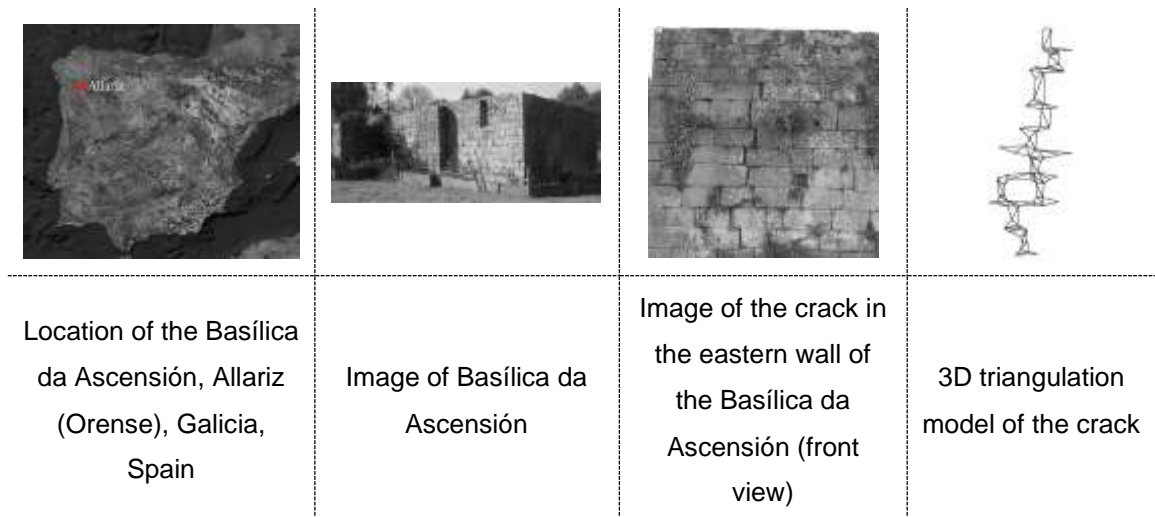 Allariz
Location of the Basílica
da Ascensión, Allariz
(Orense), Galicia,
Spain
Image of Basílica da
Ascensión
Image of the crack in
the eastern wall of
the Basílica da
Ascensión (front
view)
3D triangulation
model of the crack